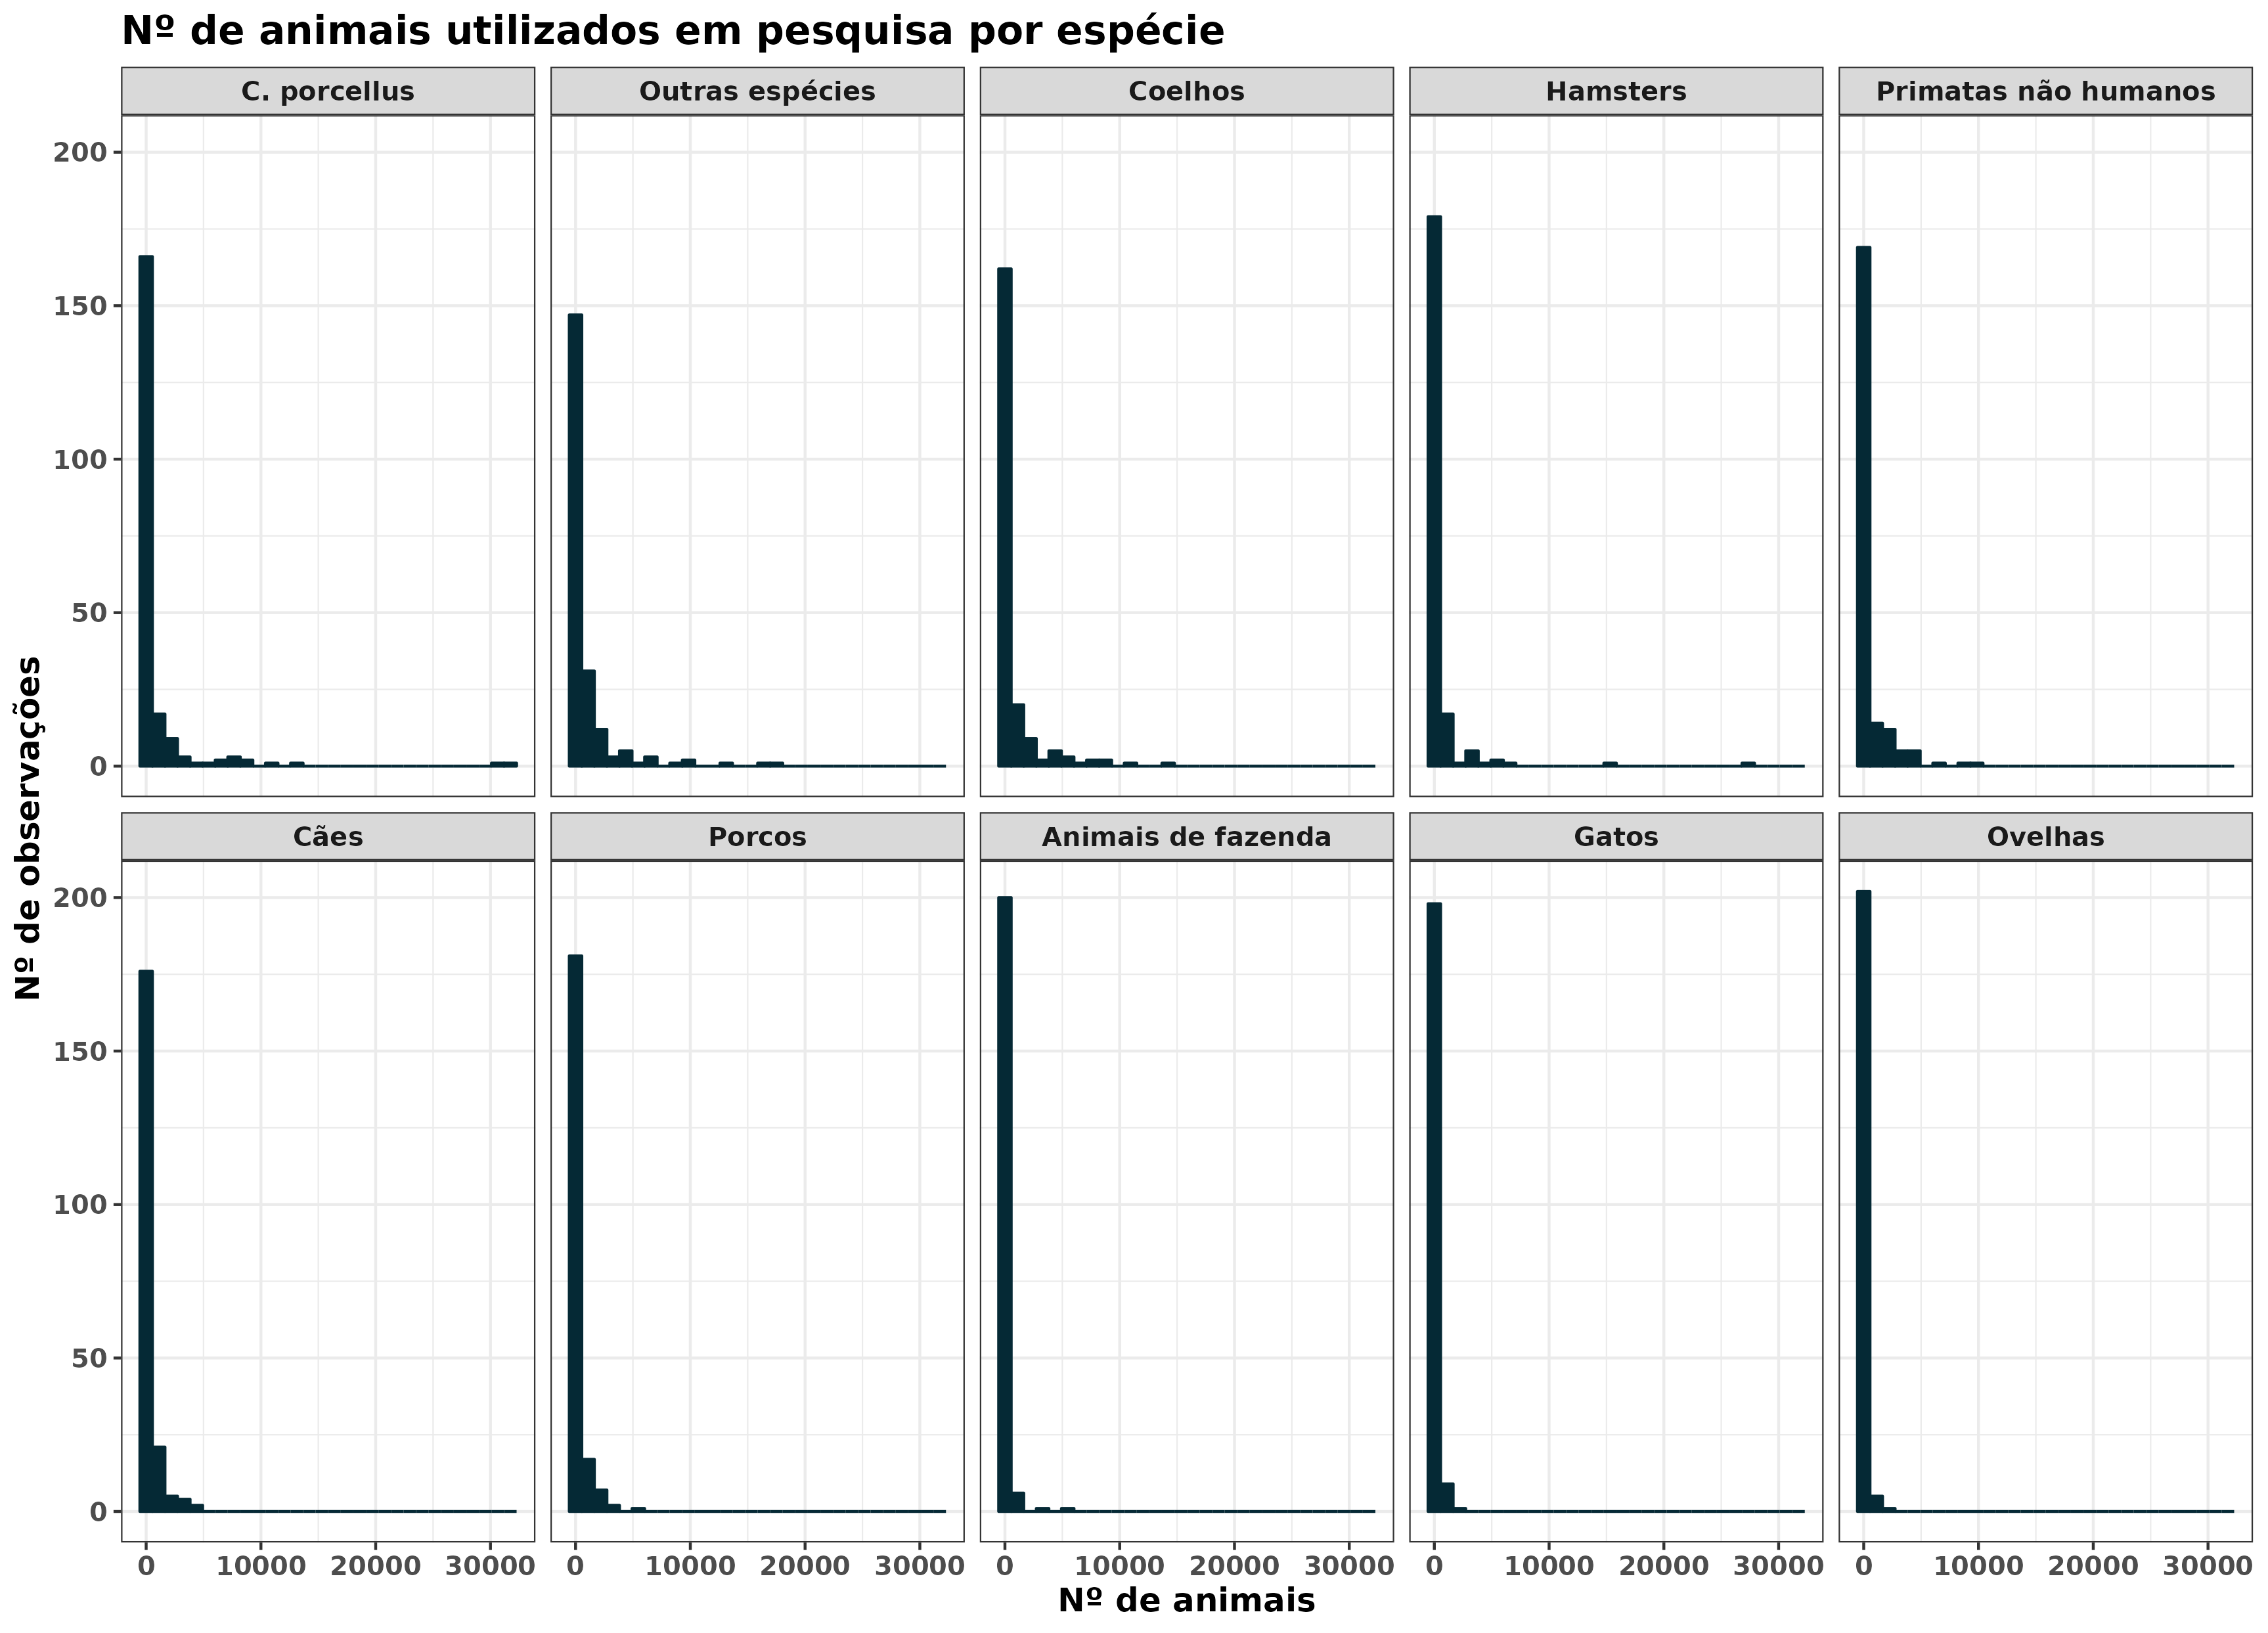 Nº de animais utilizados em pesquisa por espécie
C. porcellus Outras espécies Coelhos Hamsters Primatas não humanos
200
150
100
50
0
Cães Porcos Animais de fazenda Gatos Ovelhas
200
150
100
50
0
0 10000 20000 30000 0 10000 20000 30000 0 10000 20000 30000 0 10000 20000 30000 0 10000 20000 30000
Nº de animais
Nº de observações